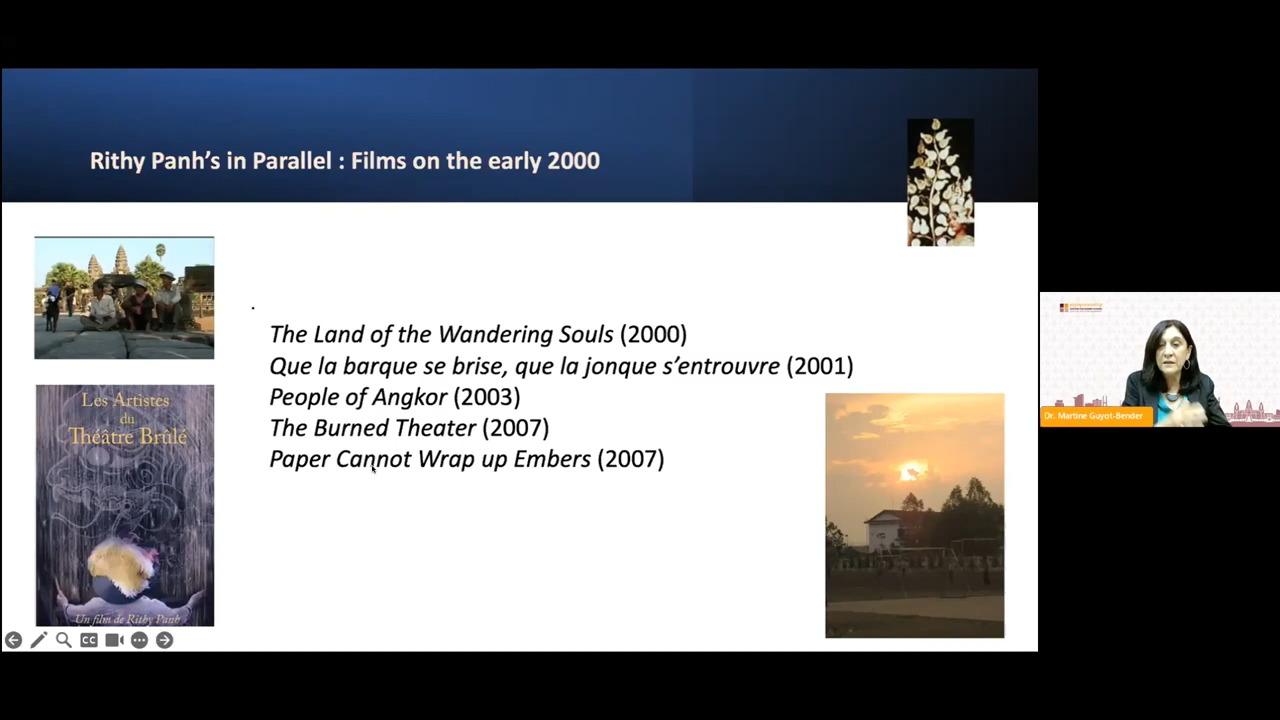 Rithy Panh’s in Parallel : Films on the early 2000
The Land of the Wandering Souls (2000)
Que la barque se brise, que la jonque s’entrouvre (2001)
People of Angkor (2003)
The Burned Theater (2007)
Paper Cannot Wrap up Embers (2007)
Les Artistes
du
Théâtre Brûlé
Un film de Rithy Panh
CC
Dr. Martine Guyot-Bender